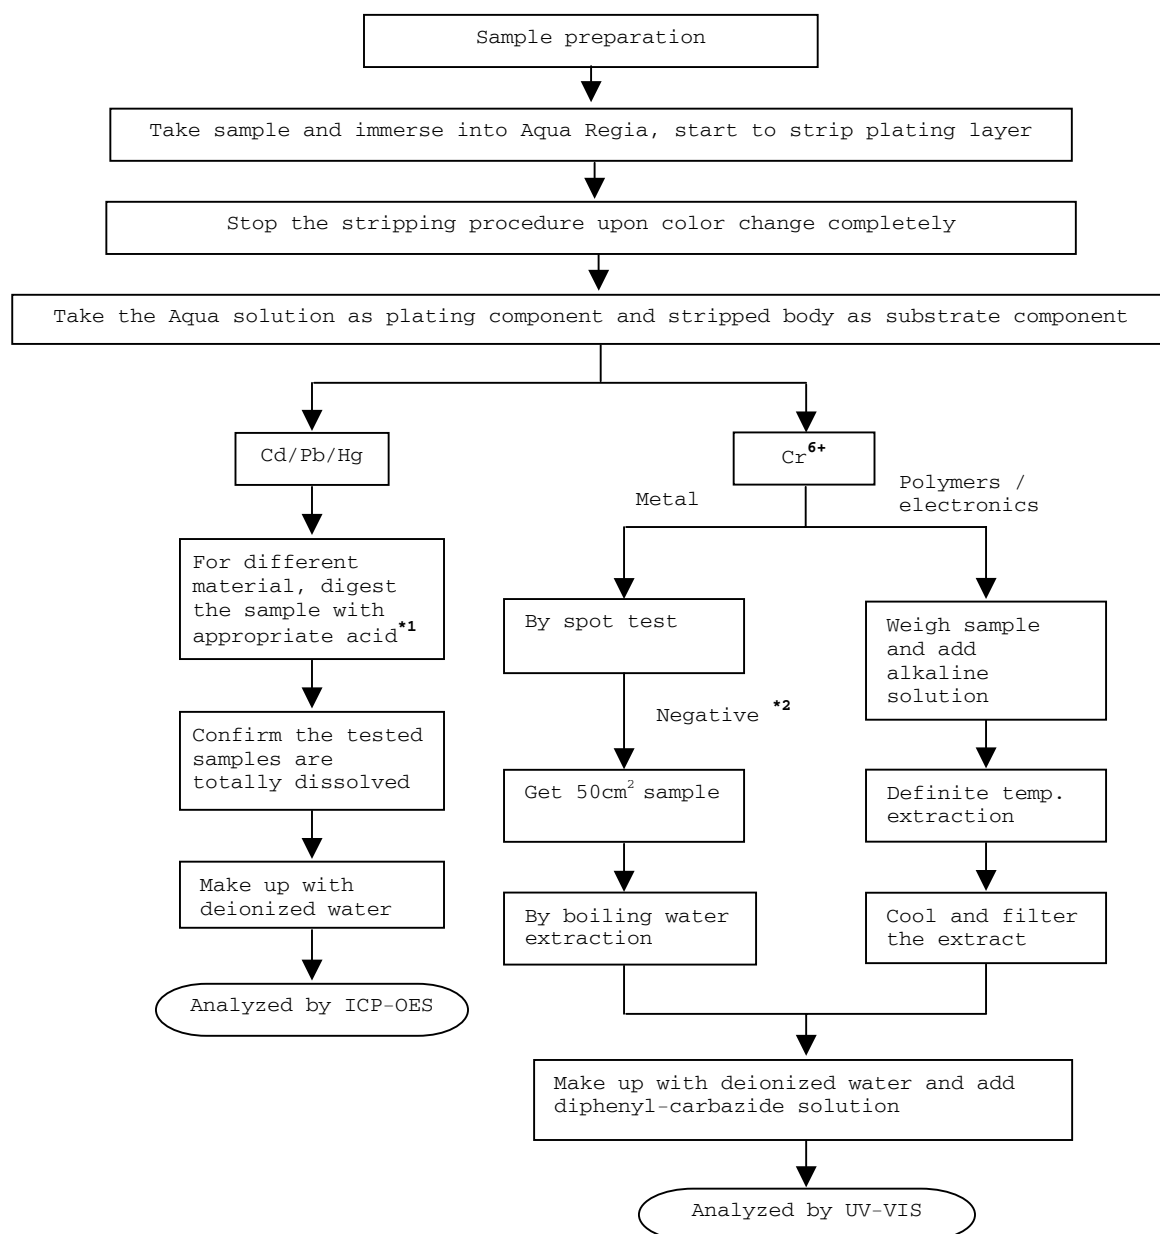 Sample preparation
Take sample and immerse into Aqua Regia, start to strip plating layer
Stop the stripping procedure upon color change completely
Take the Aqua solution as plating component and stripped body as substrate component
Cd/Pb/Hg
For different
material, digest
the sample with
appropriate acid*1
Confirm the tested
samples are
totally dissolved
Make up with
deionized water
Analyzed by ICP-OES
Cr6+
Metal
By spot test
Negative *2
Get 50cm2 sample
By boiling water
extraction
Polymers /
electronics
Weigh sample
and add
alkaline
solution
Definite temp.
extraction
Cool and filter
the extract
Make up with deionized water and add
diphenyl-carbazide solution
Analyzed by UV-VIS